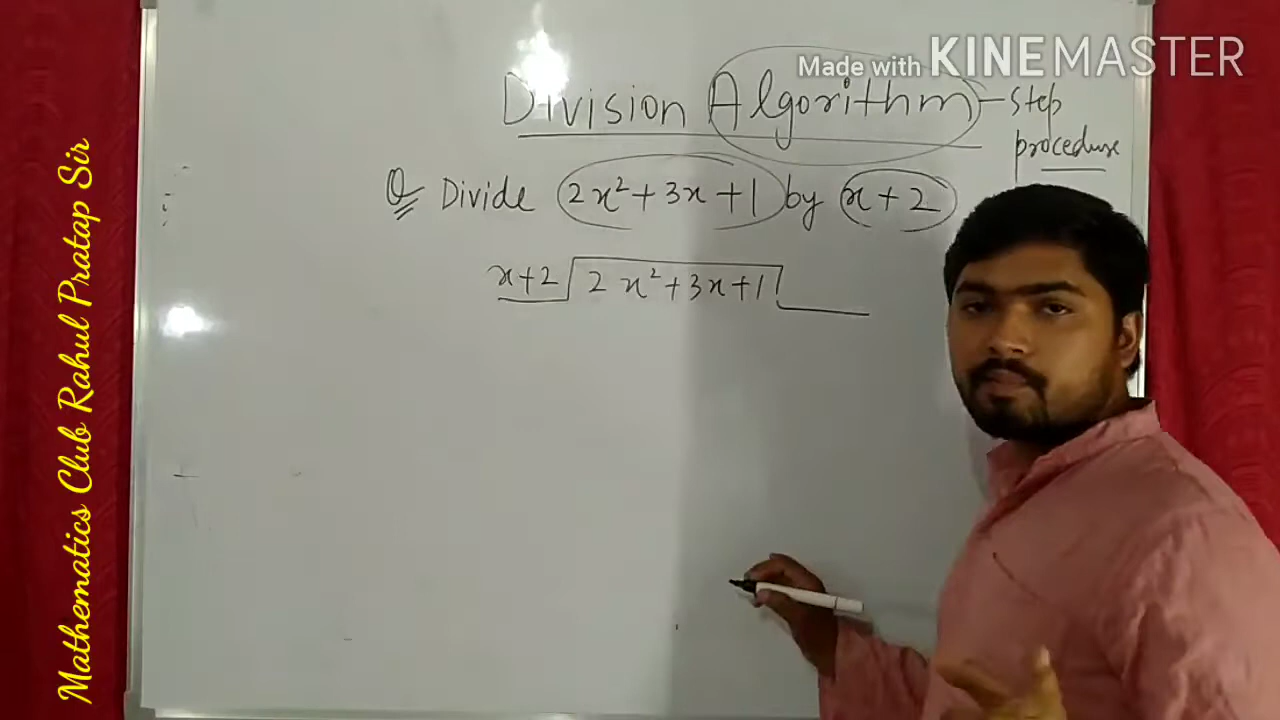 Made with KINEMASTER
Division Algorithm - Step
procedure
Q Divide 2x² + 3x + 1 by x + 2
x+2 2x² + 3x + 1
Mathematics Club Rahul Pratap Sir